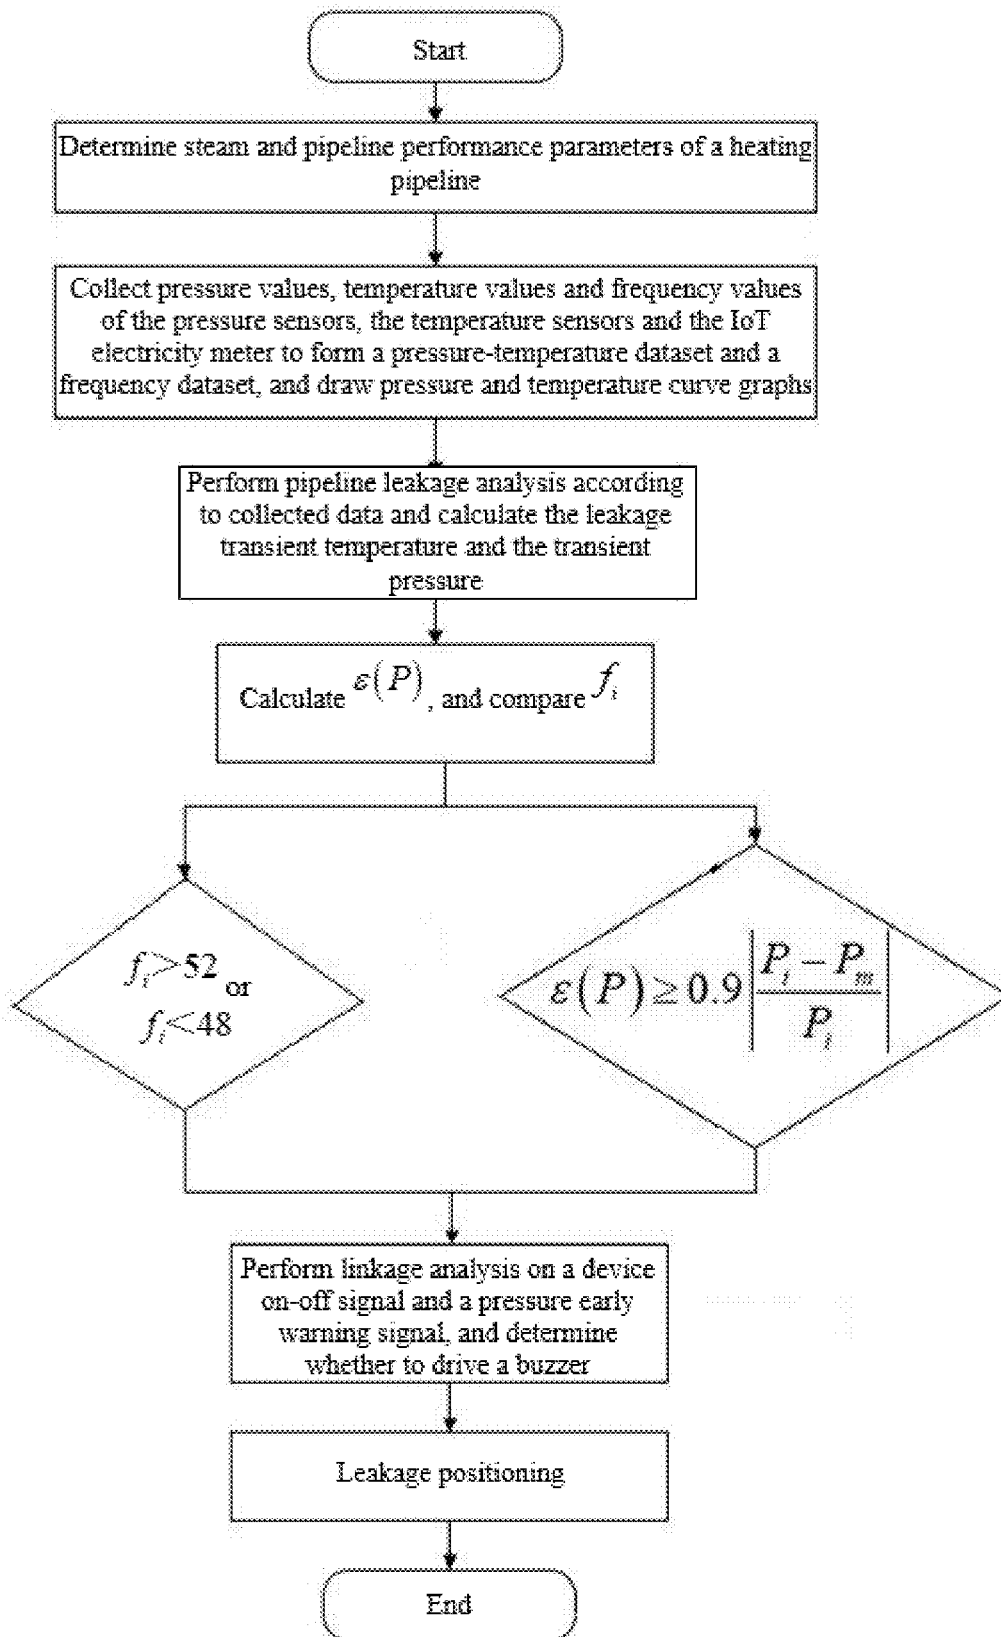 Start
Determine steam and pipeline performance parameters of a heating
pipeline
Collect pressure values, temperature values and frequency values
of the pressure sensors, the temperature sensors and the IoT
electricity meter to form a pressure-temperature dataset and a
frequency dataset, and draw pressure and temperature curve graphs
Perform pipeline leakage analysis according
to collected data and calculate the leakage
transient temperature and the transient
pressure
Calculate ε(P), and compare f_i
f_i>52
or
f_i<48
ε(P) ≥ 0.9 |(P_i − P_m) / P_i|
Perform linkage analysis on a device
on-off signal and a pressure early
warning signal, and determine
whether to drive a buzzer
Leakage positioning
End